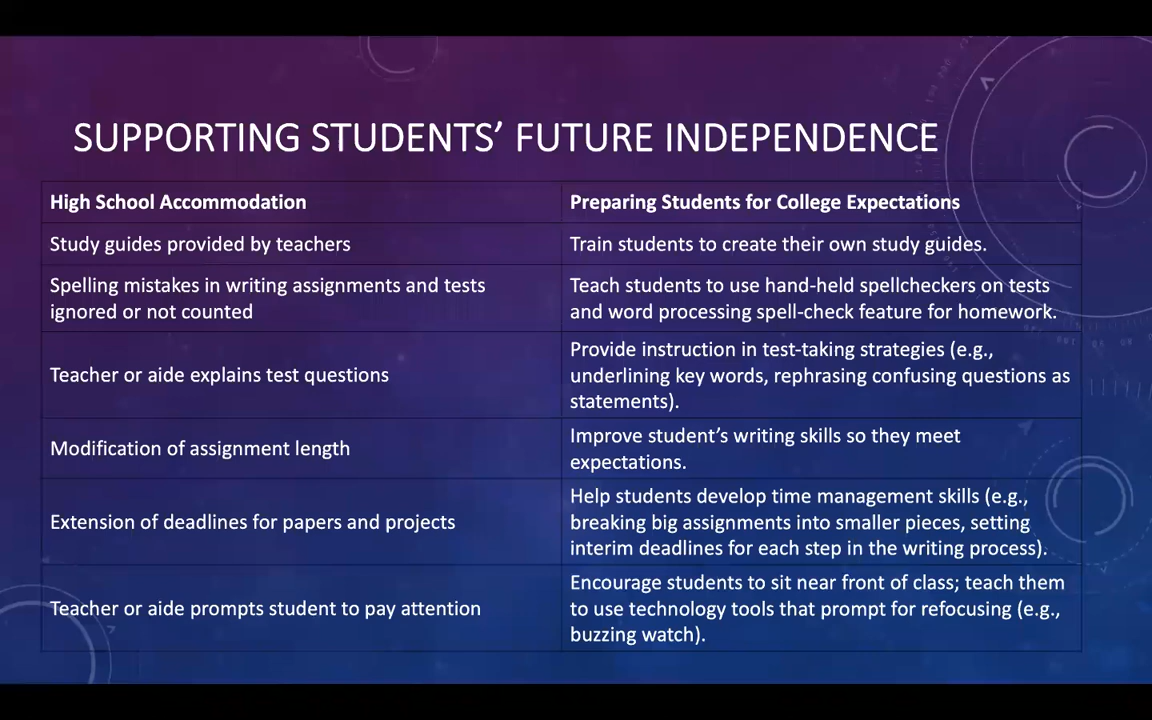 SUPPORTING STUDENTS’ FUTURE INDEPENDENCE
High School Accommodation
Preparing Students for College Expectations
Study guides provided by teachers
Train students to create their own study guides.
Spelling mistakes in writing assignments and tests
ignored or not counted
Teach students to use hand-held spellcheckers on tests
and word processing spell-check feature for homework.
Teacher or aide explains test questions
Provide instruction in test-taking strategies (e.g.,
underlining key words, rephrasing confusing questions as
statements).
Modification of assignment length
Improve student’s writing skills so they meet
expectations.
Extension of deadlines for papers and projects
Help students develop time management skills (e.g.,
breaking big assignments into smaller pieces, setting
interim deadlines for each step in the writing process).
Teacher or aide prompts student to pay attention
Encourage students to sit near front of class; teach them
to use technology tools that prompt for refocusing (e.g.,
buzzing watch).